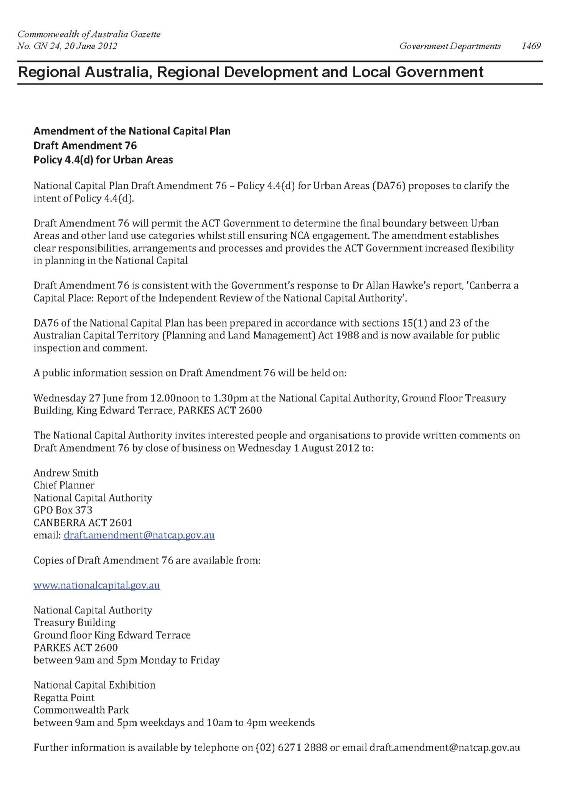 Commonwealth of Australia Gazette
No. GN 24, 20 June 2012 Government Departments 1469
Regional Australia, Regional Development and Local Government
Amendment of the National Capital Plan
Draft Amendment 76
Policy 4.4(d) for Urban Areas
National Capital Plan Draft Amendment 76 – Policy 4.4(d) for Urban Areas (DA76) proposes to clarify the
intent of Policy 4.4(d).
Draft Amendment 76 will permit the ACT Government to determine the final boundary between Urban
Areas and other land use categories whilst still ensuring NCA engagement. The amendment establishes
clear responsibilities, arrangements and processes and provides the ACT Government increased flexibility
in planning in the National Capital
Draft Amendment 76 is consistent with the Government's response to Dr Allan Hawke's report, 'Canberra a
Capital Place: Report of the Independent Review of the National Capital Authority'.
DA76 of the National Capital Plan has been prepared in accordance with sections 15(1) and 23 of the
Australian Capital Territory (Planning and Land Management) Act 1988 and is now available for public
inspection and comment.
A public information session on Draft Amendment 76 will be held on:
Wednesday 27 June from 12.00noon to 1.30pm at the National Capital Authority, Ground Floor Treasury
Building, King Edward Terrace, PARKES ACT 2600
The National Capital Authority invites interested people and organisations to provide written comments on
Draft Amendment 76 by close of business on Wednesday 1 August 2012 to:
Andrew Smith
Chief Planner
National Capital Authority
GPO Box 373
CANBERRA ACT 2601
email: draft.amendment@natcap.gov.au
Copies of Draft Amendment 76 are available from:
www.nationalcapital.gov.au
National Capital Authority
Treasury Building
Ground floor King Edward Terrace
PARKES ACT 2600
between 9am and 5pm Monday to Friday
National Capital Exhibition
Regatta Point
Commonwealth Park
between 9am and 5pm weekdays and 10am to 4pm weekends
Further information is available by telephone on (02) 6271 2888 or email draft.amendment@natcap.gov.au